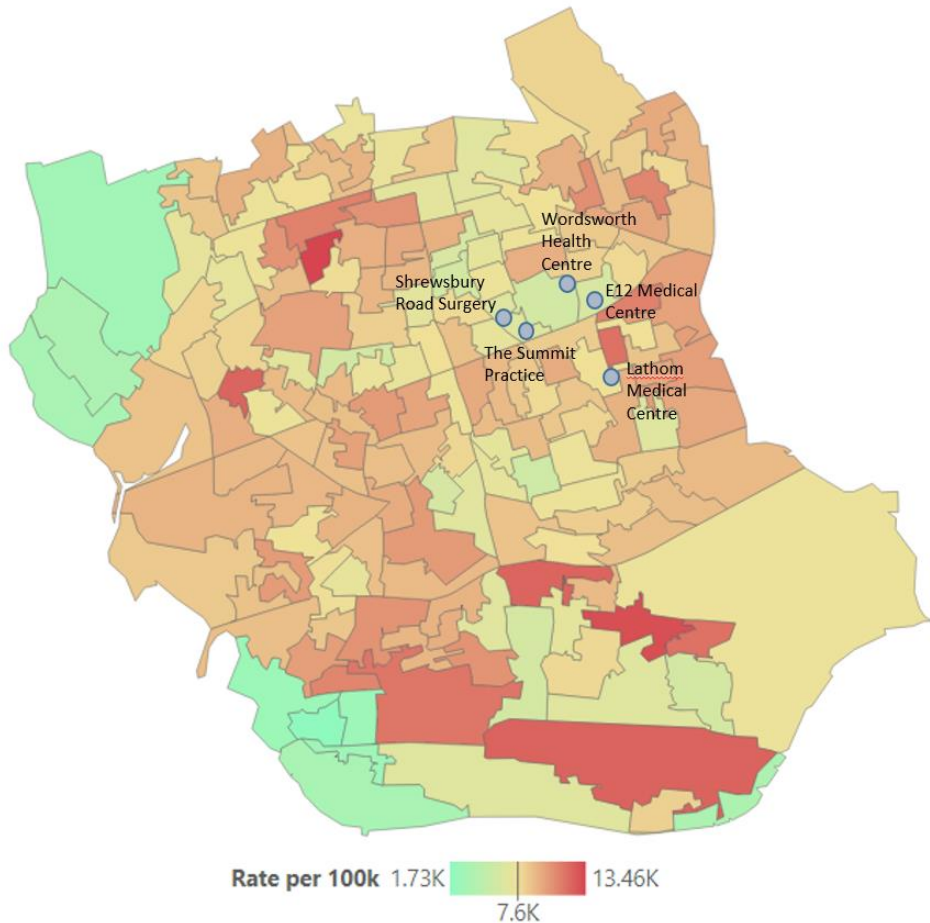 Wordsworth
Health
Centre
Shrewsbury
Road Surgery
E12 Medical
Centre
The Summit
Practice
Lathom
Medical
Centre
Rate per 100k 1.73K 13.46K
7.6K